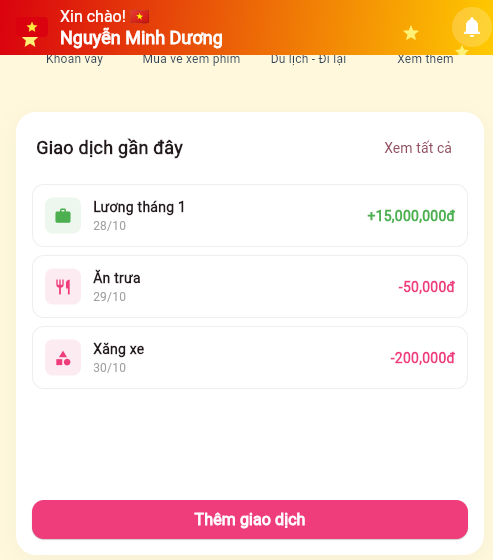 Xin chào! 🇻🇳
Nguyễn Minh Dương
Khoản vay Mua vé xem phim Du lịch - Đi lại Xem thêm
Giao dịch gần đây Xem tất cả
Lương tháng 1
28/10
+15,000,000đ
Ăn trưa
29/10
-50,000đ
Xăng xe
30/10
-200,000đ
Thêm giao dịch